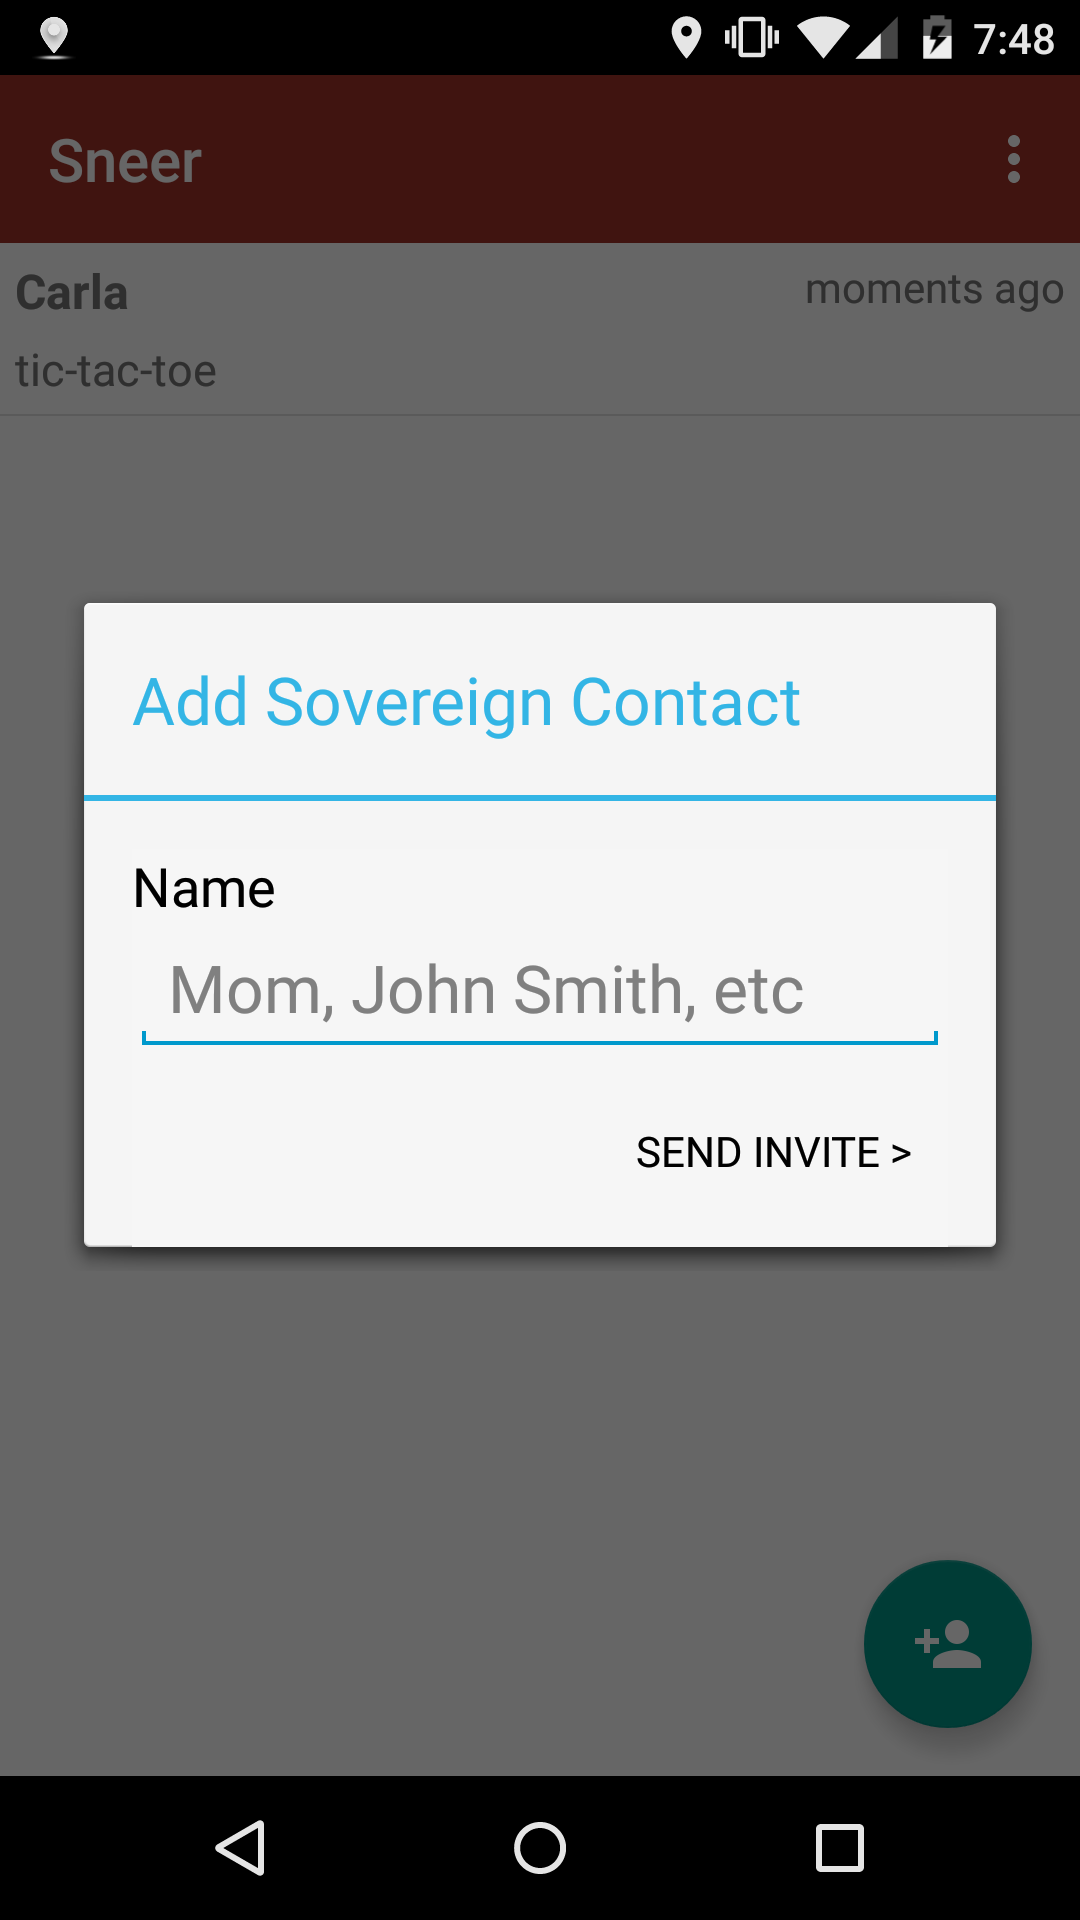 7:48
Sneer
Carla
moments ago
tic-tac-toe
Add Sovereign Contact
Name
Mom, John Smith, etc
SEND INVITE >